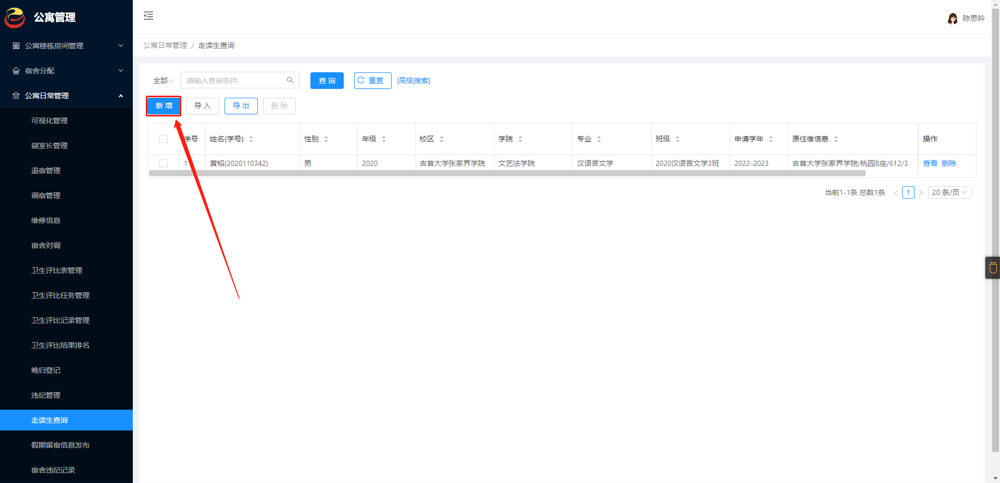 公寓管理
陈思吟
公寓楼栋房间管理
宿舍分配
公寓日常管理
可视化管理
寝室长管理
退宿管理
调宿管理
维修信息
宿舍对调
卫生评比表管理
卫生评比任务管理
卫生评比记录管理
卫生评比结果排名
晚归登记
违纪管理
走读生查询
假期留宿信息发布
宿舍违纪记录
公寓日常管理 / 走读生查询
全部 请输入查询条件 查 询 重置 [高级搜索]
新 增 导 入 导 出 删 除
序号 姓名(学号) 性别 年级 校区 学院 专业 班级 申请学年 原住宿信息 操作
1 黄韬(2020110342) 男 2020 吉首大学张家界学院 文艺法学院 汉语言文学 2020汉语言文学3班 2022-2023 吉首大学张家界学院/桃园B座/612/3 查看 删除
当前1-1条 总数1条 < 1 > 20 条/页